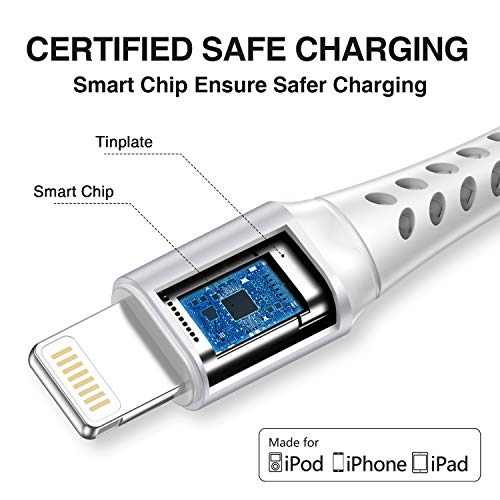 CERTIFIED SAFE CHARGING
Smart Chip Ensure Safer Charging
Tinplate
Smart Chip
Made for
iPod iPhone iPad